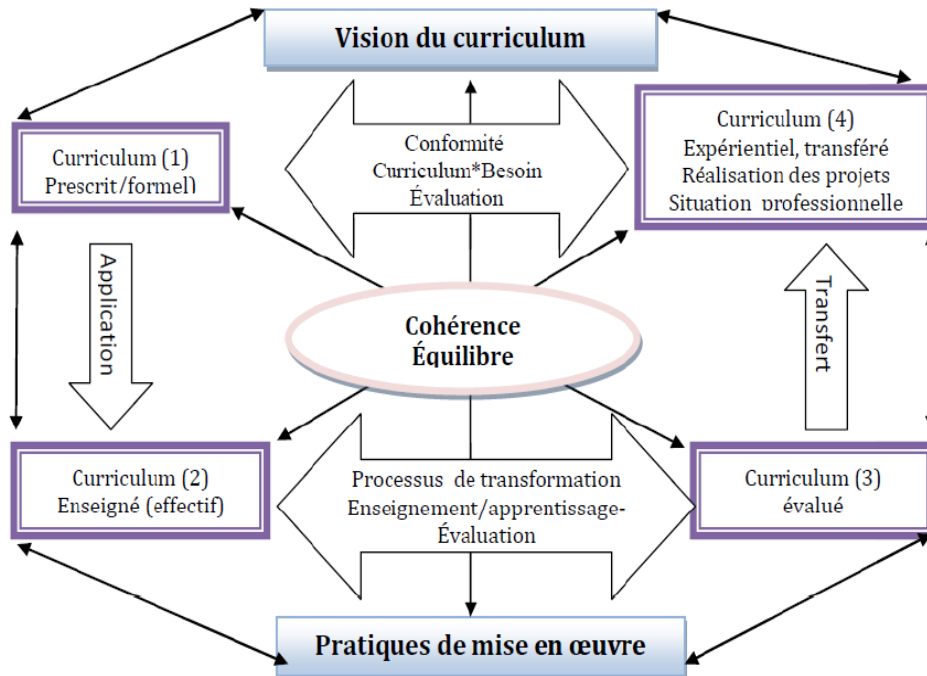 Vision du curriculum
Curriculum (1)
Prescrit/formel)
Conformité
Curriculum*Besoin
Évaluation
Curriculum (4)
Expérientiel, transféré
Réalisation des projets
Situation professionnelle
Application
Cohérence
Équilibre
Transfert
Curriculum (2)
Enseigné (effectif)
Processus de transformation
Enseignement/apprentissage-
Évaluation
Curriculum (3)
évalué
Pratiques de mise en œuvre